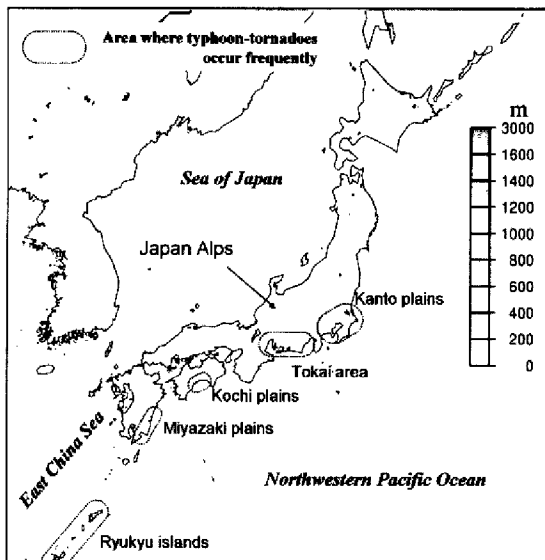 Area where typhoon-tornadoes
occur frequently
m
3000
1600
1400
1200
1000
800
600
400
200
0
Sea of Japan
Japan Alps
Kanto plains
Tokai area
Kochi plains
Miyazaki plains
East China Sea
Northwestern Pacific Ocean
Ryukyu islands